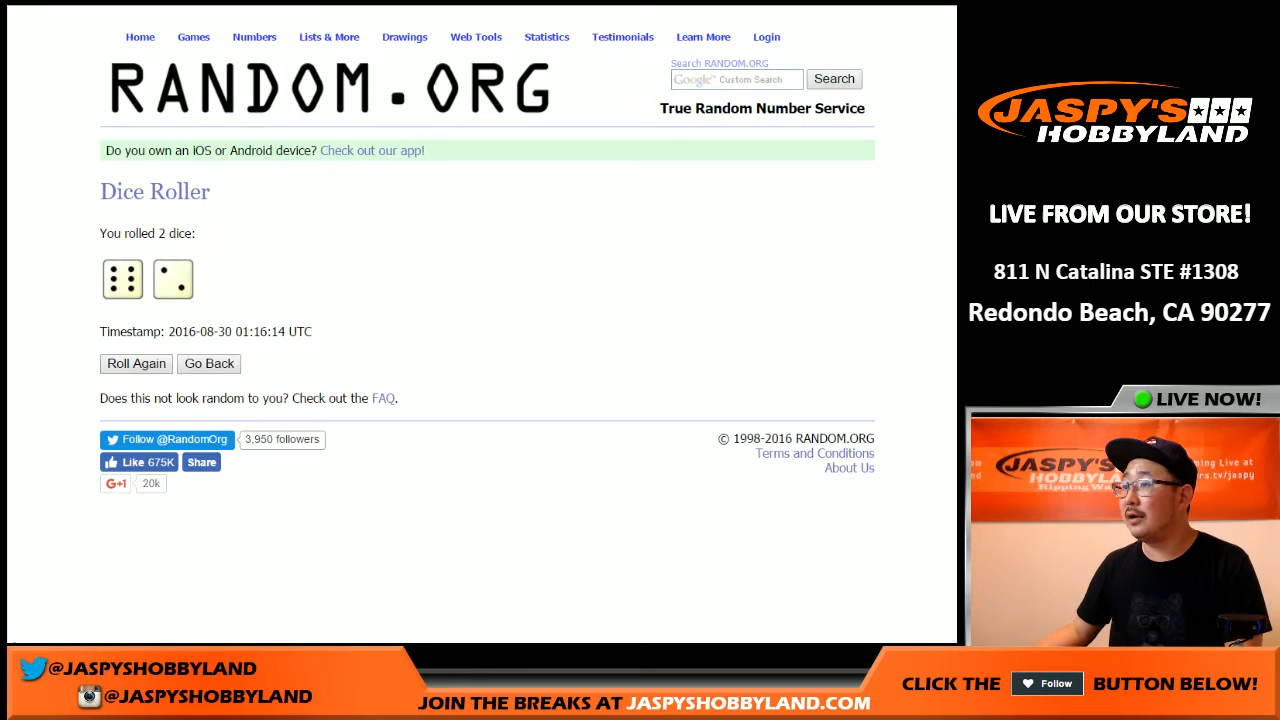 Home Games Numbers Lists & More Drawings Web Tools Statistics Testimonials Learn More Login
RANDOM.ORG
Search RANDOM.ORG
Google™ Custom Search Search
True Random Number Service
Do you own an iOS or Android device? Check out our app!
Dice Roller
You rolled 2 dice:
Timestamp: 2016-08-30 01:16:14 UTC
Roll Again Go Back
Does this not look random to you? Check out the FAQ.
Follow @RandomOrg 3,950 followers
Like 675K Share
G+1 20k
© 1998-2016 RANDOM.ORG
Terms and Conditions
About Us
JASPY'S
HOBBYLAND
LIVE FROM OUR STORE!
811 N Catalina STE #1308
Redondo Beach, CA 90277
LIVE NOW!
JASPY'S
HOBBYLAND
@JASPYSHOBBYLAND
@JASPYSHOBBYLAND
JOIN THE BREAKS AT JASPYSHOBBYLAND.COM
CLICK THE Follow BUTTON BELOW!